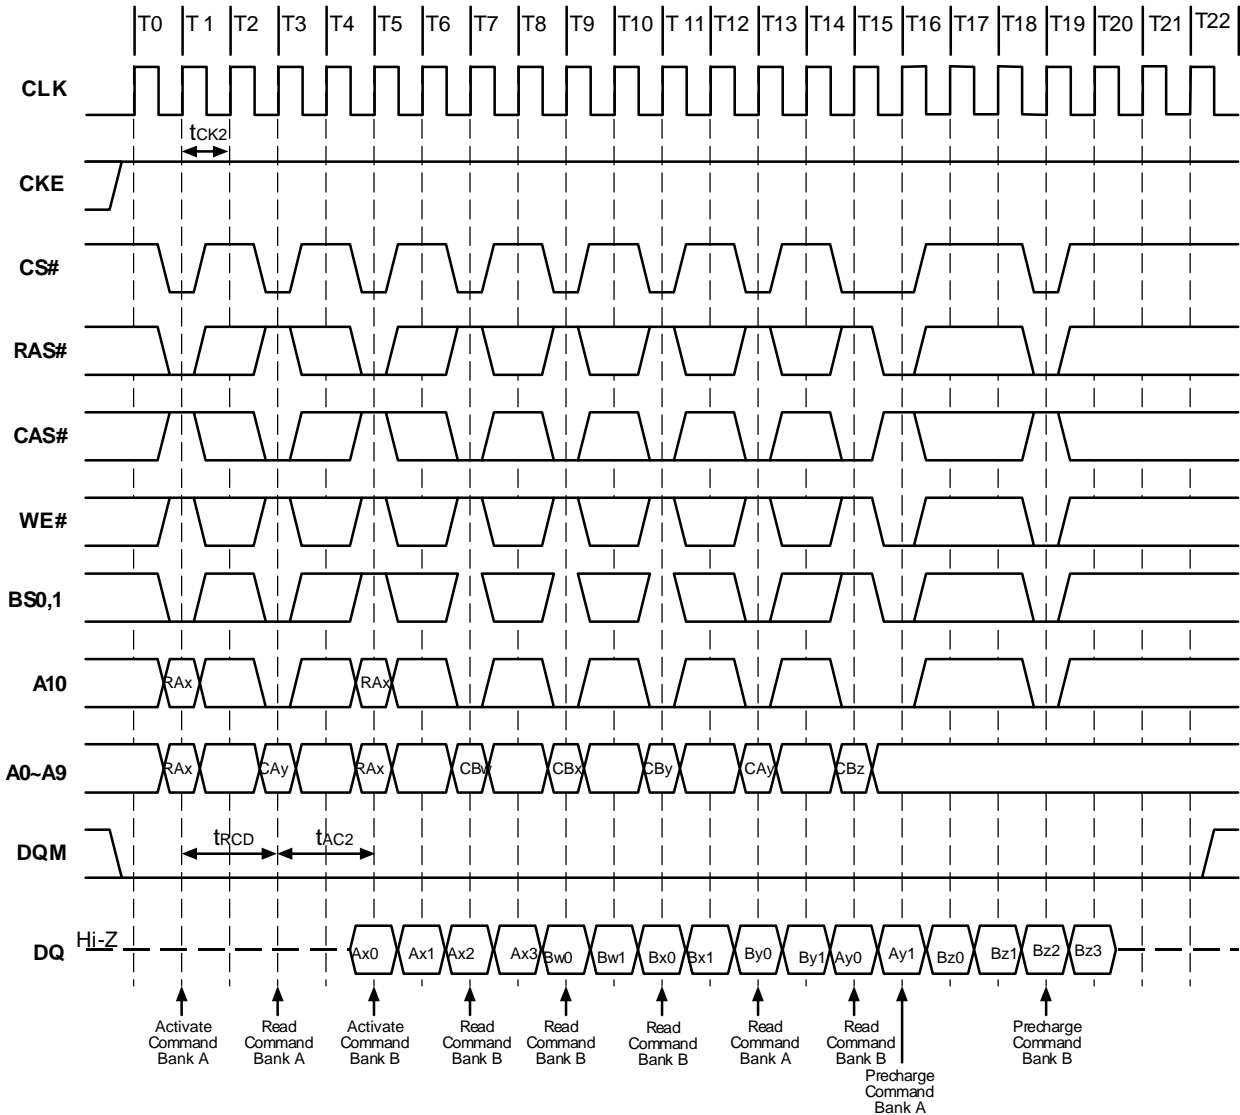 T0 T 1 T2 T3 T4 T5 T6 T7 T8 T9 T10 T 11 T12 T13 T14 T15 T16 T17 T18 T19 T20 T21 T22
CLK
tCK2
CKE
CS#
RAS#
CAS#
WE#
BS0,1
A10 RAx RAx
A0~A9 RAx CAy RAx CBw CBx CBy CAy CBz
DQM tRCD tAC2
DQ Hi-Z Ax0 Ax1 Ax2 Ax3 Bw0 Bw1 Bx0 Bx1 By0 By1 Ay0 Ay1 Bz0 Bz1 Bz2 Bz3
Activate
Command
Bank A
Read
Command
Bank A
Activate
Command
Bank B
Read
Command
Bank B
Read
Command
Bank B
Read
Command
Bank B
Read
Command
Bank A
Read
Command
Bank B
Precharge
Command
Bank A
Precharge
Command
Bank B